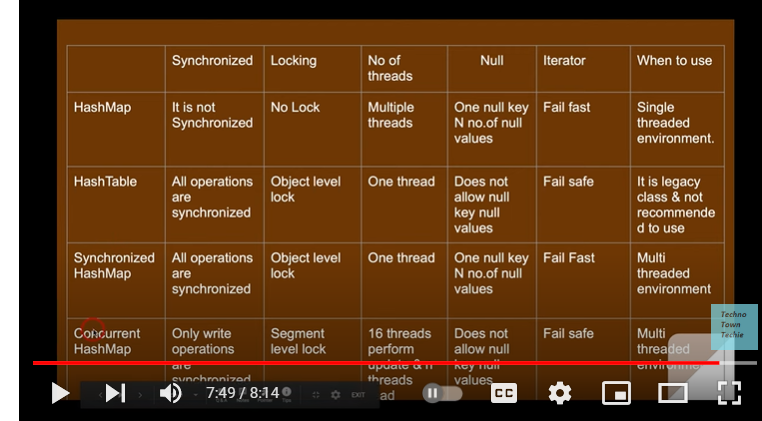 Synchronized Locking No of Null Iterator When to use
threads
HashMap It is not No Lock Multiple One null key Fail fast Single
Synchronized threads N no.of null threaded
values environment.
HashTable All operations Object level One thread Does not Fail safe It is legacy
are lock allow null class & not
synchronized key null recommende
values d to use
Synchronized All operations Object level One thread One null key Fail Fast Multi
HashMap are lock N no.of null threaded
synchronized values environment
Concurrent Only write Segment 16 threads Does not Fail safe Multi
HashMap operations level lock perform allow null threaded
are update & n key null environment
synchronized threads values
ad
Techno
Town
Techie
7:49 / 8:14
CC
EXIT